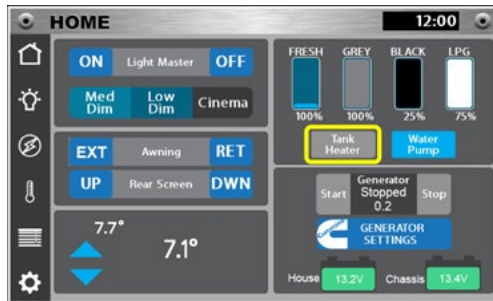 HOME 12:00
ON Light Master OFF
Med Dim Low Dim Cinema
EXT Awning RET
UP Rear Screen DWN
7.7°
7.1°
FRESH GREY BLACK LPG
100% 100% 25% 75%
Tank Heater Water Pump
Generator
Start Stopped Stop
0.2
GENERATOR
SETTINGS
House 13.2V Chassis 13.4V